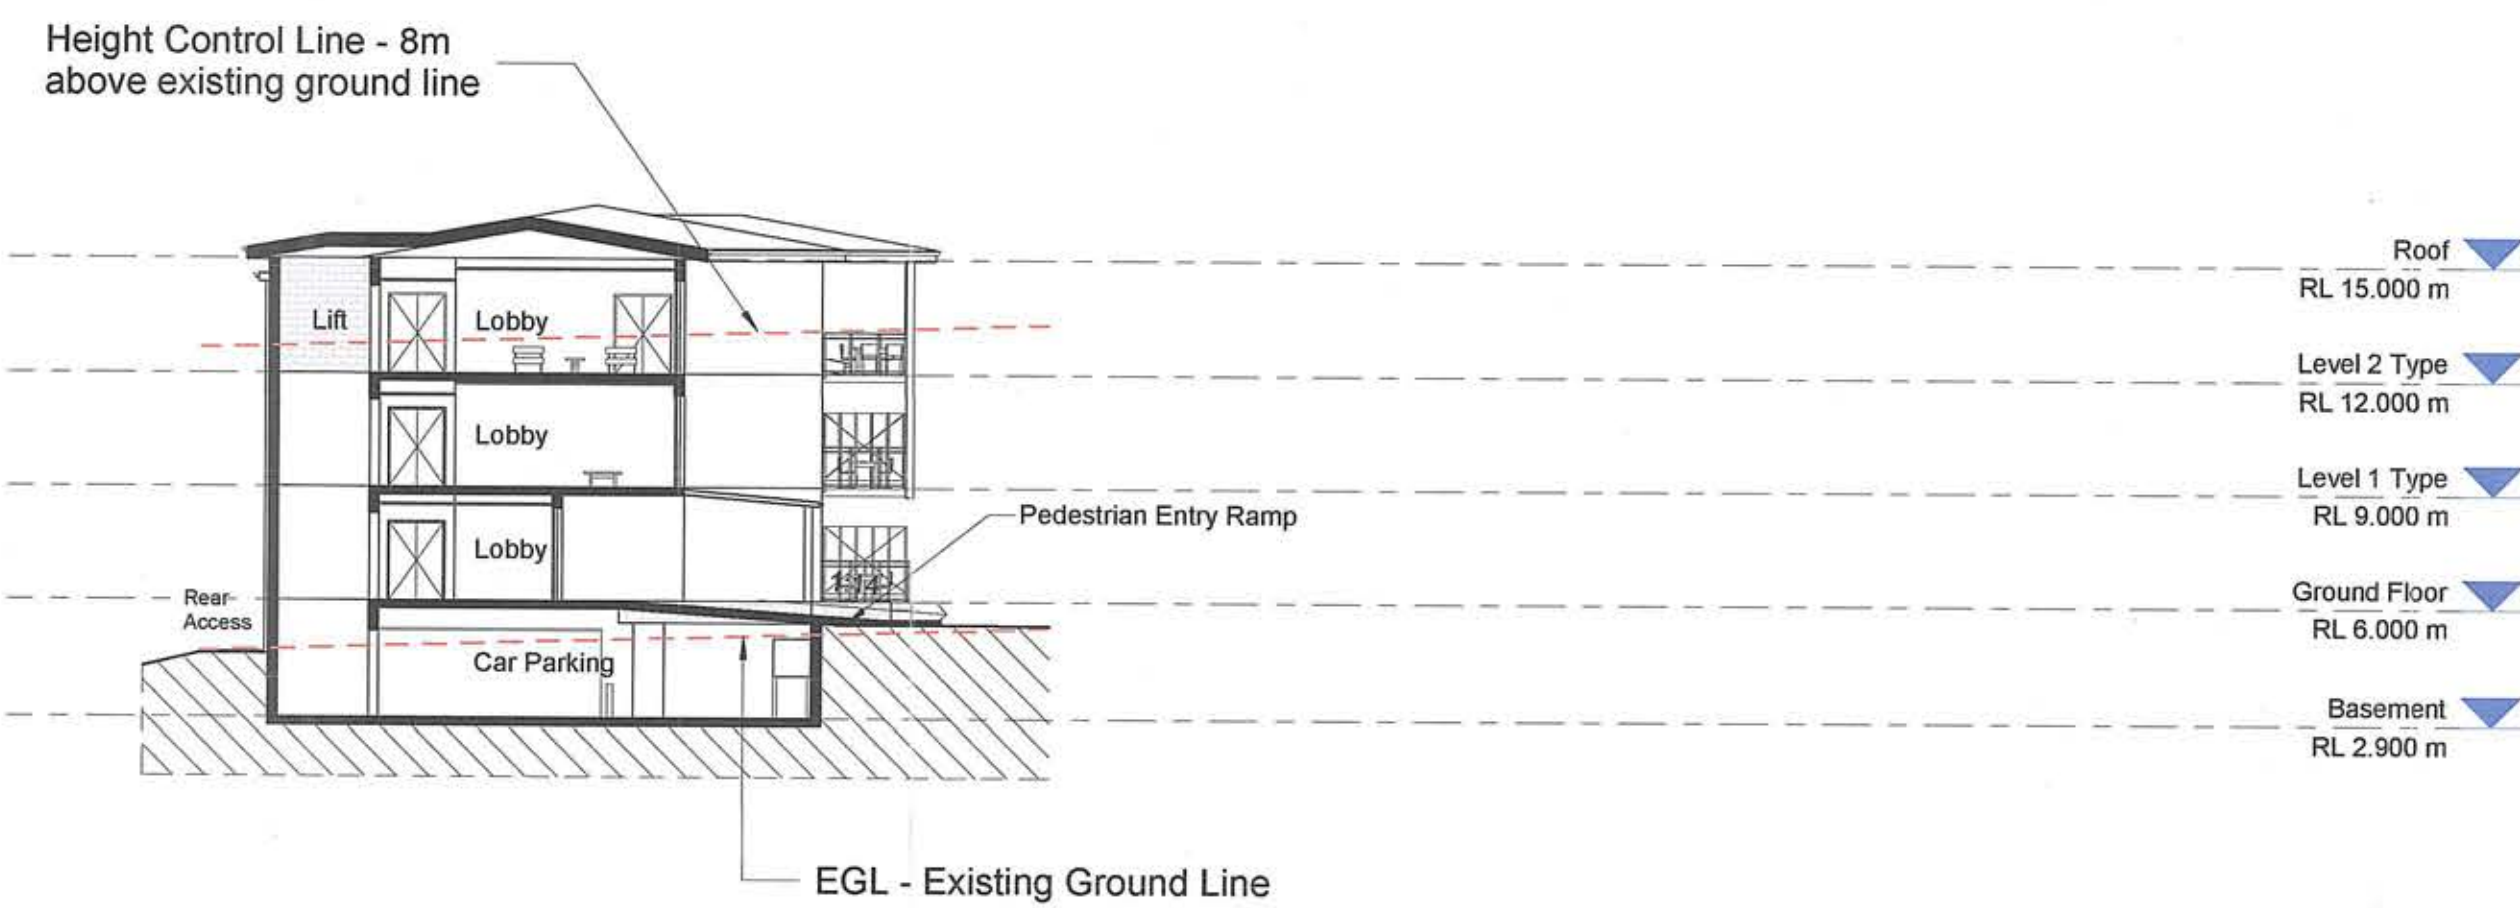 Height Control Line - 8m
above existing ground line
Roof
RL 15.000 m
Lift
Lobby
Level 2 Type
RL 12.000 m
Lobby
Level 1 Type
RL 9.000 m
Pedestrian Entry Ramp
Lobby
1:14
Rear
Access
Ground Floor
RL 6.000 m
Car Parking
Basement
RL 2.900 m
EGL - Existing Ground Line